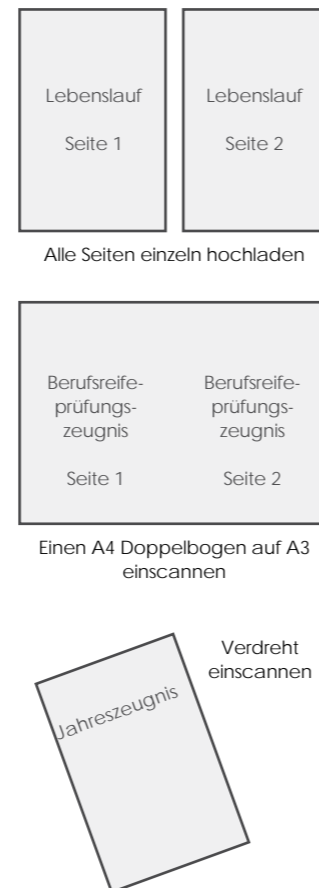 Lebenslauf
Seite 1
Lebenslauf
Seite 2
Alle Seiten einzeln hochladen
Berufsreife-
prüfungs-
zeugnis
Seite 1
Berufsreife-
prüfungs-
zeugnis
Seite 2
Einen A4 Doppelbogen auf A3
einscannen
Verdreht
einscannen
Jahreszeugnis